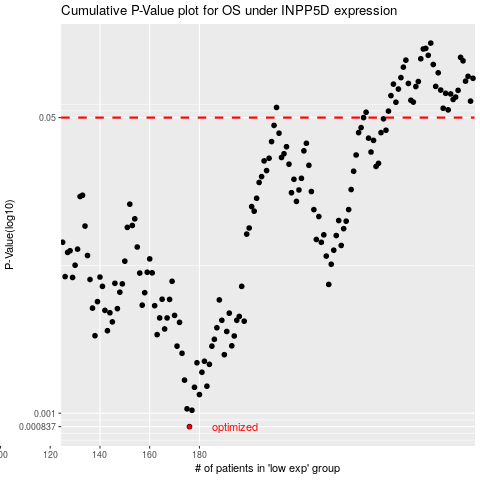 Cumulative P-Value plot for OS under INPP5D expression
P-Value(log10)
0.05
0.001
0.000837
optimized
00 120 140 160 180
# of patients in 'low exp' group